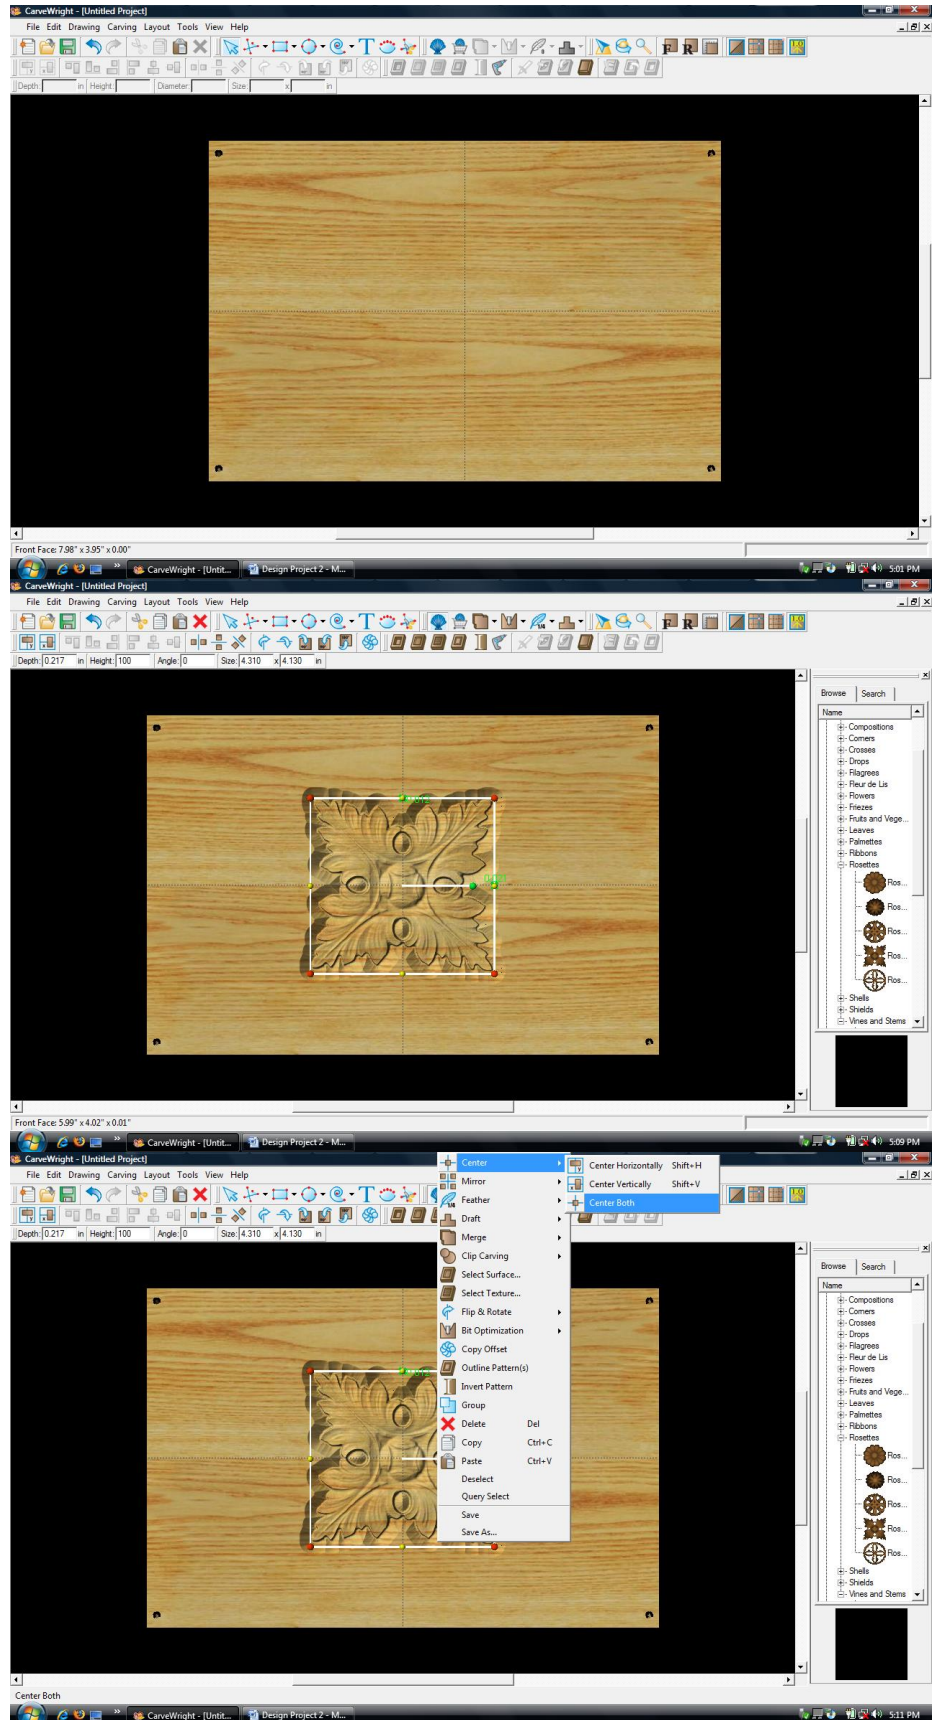 CarveWright - [Untitled Project]
File Edit Drawing Carving Layout Tools View Help
Depth: in Height: Diameter: Size: x in
Front Face: 7.98" x 3.95" x 0.00"
CarveWright - [Untit... Design Project 2 - M... 5:01 PM
CarveWright - [Untitled Project]
File Edit Drawing Carving Layout Tools View Help
Depth: 0.217 in Height: 100 Angle: 0 Size: 4.310 x 4.130 in
Browse Search
Name
Compositions
Corners
Crosses
Drops
Filagrees
Fleur de Lis
Flowers
Friezes
Fruits and Vege...
Leaves
Palmettes
Ribbons
Rosettes
Ros...
Ros...
Ros...
Ros...
Ros...
Shells
Shields
Vines and Stems
Front Face: 5.99" x 4.02" x 0.01"
CarveWright - [Untit... Design Project 2 - M... 5:09 PM
CarveWright - [Untitled Project]
File Edit Drawing Carving Layout Tools View Help
Depth: 0.217 in Height: 100 Angle: 0 Size: 4.310 x 4.130 in
Center
Mirror
Feather
Draft
Merge
Clip Carving
Select Surface...
Select Texture...
Flip & Rotate
Bit Optimization
Copy Offset
Outline Pattern(s)
Invert Pattern
Group
Delete Del
Copy Ctrl+C
Paste Ctrl+V
Deselect
Query Select
Save
Save As...
Center Horizontally Shift+H
Center Vertically Shift+V
Center Both
Browse Search
Name
Compositions
Corners
Crosses
Drops
Filagrees
Fleur de Lis
Flowers
Friezes
Fruits and Vege...
Leaves
Palmettes
Ribbons
Rosettes
Ros...
Ros...
Ros...
Ros...
Ros...
Shells
Shields
Vines and Stems
Center Both
CarveWright - [Untit... Design Project 2 - M... 5:11 PM